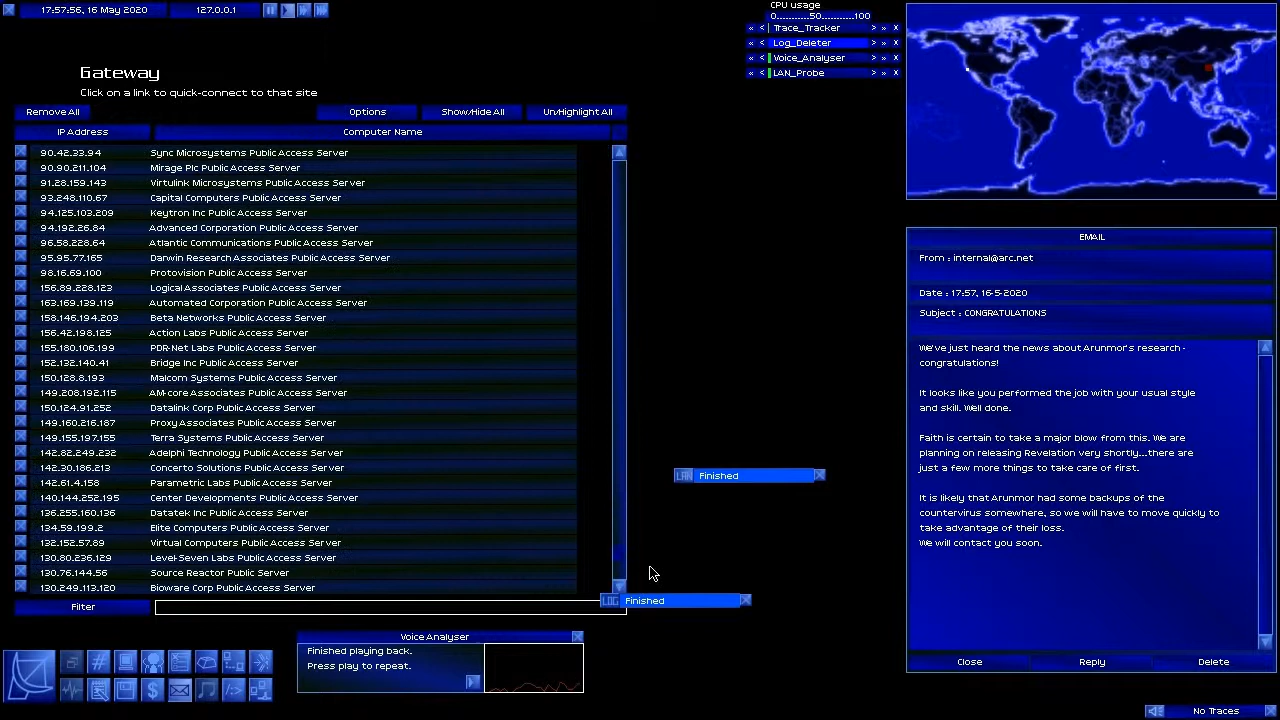 17:57:56, 16 May 2020
127.0.0.1
CPU usage
0...........50...........100
« < Trace_Tracker > » x
« < Log_Deleter > » x
« < Voice_Analyser > » x
« < LAN_Probe > » x
Gateway
Click on a link to quick-connect to that site
Remove All
Options
Show/Hide All
Un/Highlight All
IP Address
Computer Name
90.42.33.94 Sync Microsystems Public Access Server
90.90.211.104 Mirage Plc Public Access Server
91.28.159.143 Virtulink Microsystems Public Access Server
93.248.110.67 Capital Computers Public Access Server
94.125.103.209 Keytron Inc Public Access Server
94.192.26.84 Advanced Corporation Public Access Server
96.58.228.64 Atlantic Communications Public Access Server
95.95.77.165 Darwin Research Associates Public Access Server
98.16.69.100 Protovision Public Access Server
156.89.228.123 Logical Associates Public Access Server
163.169.139.119 Automated Corporation Public Access Server
158.146.194.203 Beta Networks Public Access Server
156.42.198.125 Action Labs Public Access Server
155.180.106.199 PDR-Net Labs Public Access Server
152.132.140.41 Bridge Inc Public Access Server
150.128.8.193 Malcom Systems Public Access Server
149.208.192.115 AM-core Associates Public Access Server
150.124.91.252 Datalink Corp Public Access Server
149.160.216.187 Proxy Associates Public Access Server
149.155.197.155 Terra Systems Public Access Server
142.82.249.232 Adelphi Technology Public Access Server
142.30.186.213 Concerto Solutions Public Access Server
142.61.4.158 Parametric Labs Public Access Server
140.144.252.195 Center Developments Public Access Server
136.255.160.136 Datatek Inc Public Access Server
134.59.199.2 Elite Computers Public Access Server
132.152.57.89 Virtual Computers Public Access Server
130.80.236.129 Level-Seven Labs Public Access Server
130.76.144.56 Source Reactor Public Server
130.249.113.120 Bioware Corp Public Access Server
Filter
LAN Finished
LOG Finished
Voice Analyser
Finished playing back.
Press play to repeat.
EMAIL
From : internal@arc.net
Date : 17:57, 16-5-2020
Subject : CONGRATULATIONS
We've just heard the news about Arunmor's research -
congratulations!
It looks like you performed the job with your usual style
and skill. Well done.
Faith is certain to take a major blow from this. We are
planning on releasing Revelation very shortly...there are
just a few more things to take care of first.
It is likely that Arunmor had some backups of the
countervirus somewhere, so we will have to move quickly to
take advantage of their loss.
We will contact you soon.
Close
Reply
Delete
No Traces